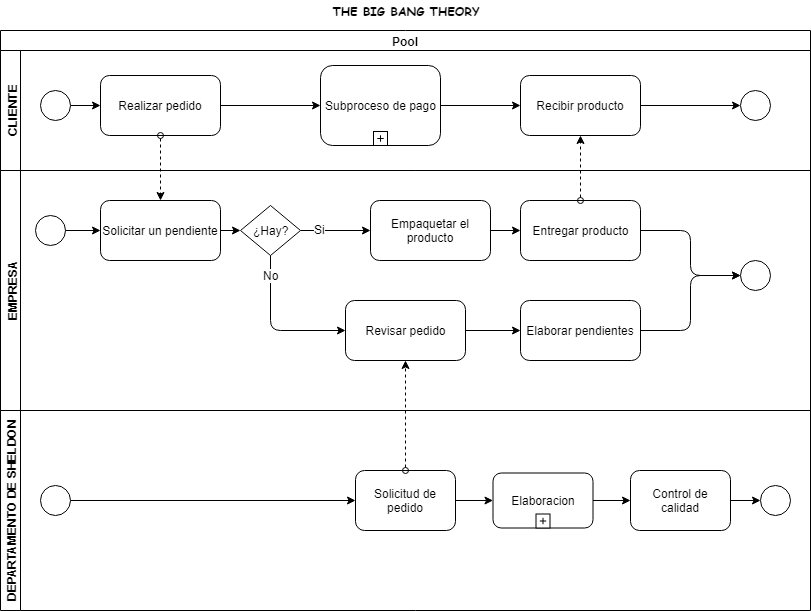 THE BIG BANG THEORY
Pool
CLIENTE
Realizar pedido
Subproceso de pago
Recibir producto
EMPRESA
Solicitar un pendiente
¿Hay?
Si
Empaquetar el
producto
Entregar producto
No
Revisar pedido
Elaborar pendientes
DEPARTAMENTO DE SHELDON
Solicitud de
pedido
Elaboracion
Control de
calidad